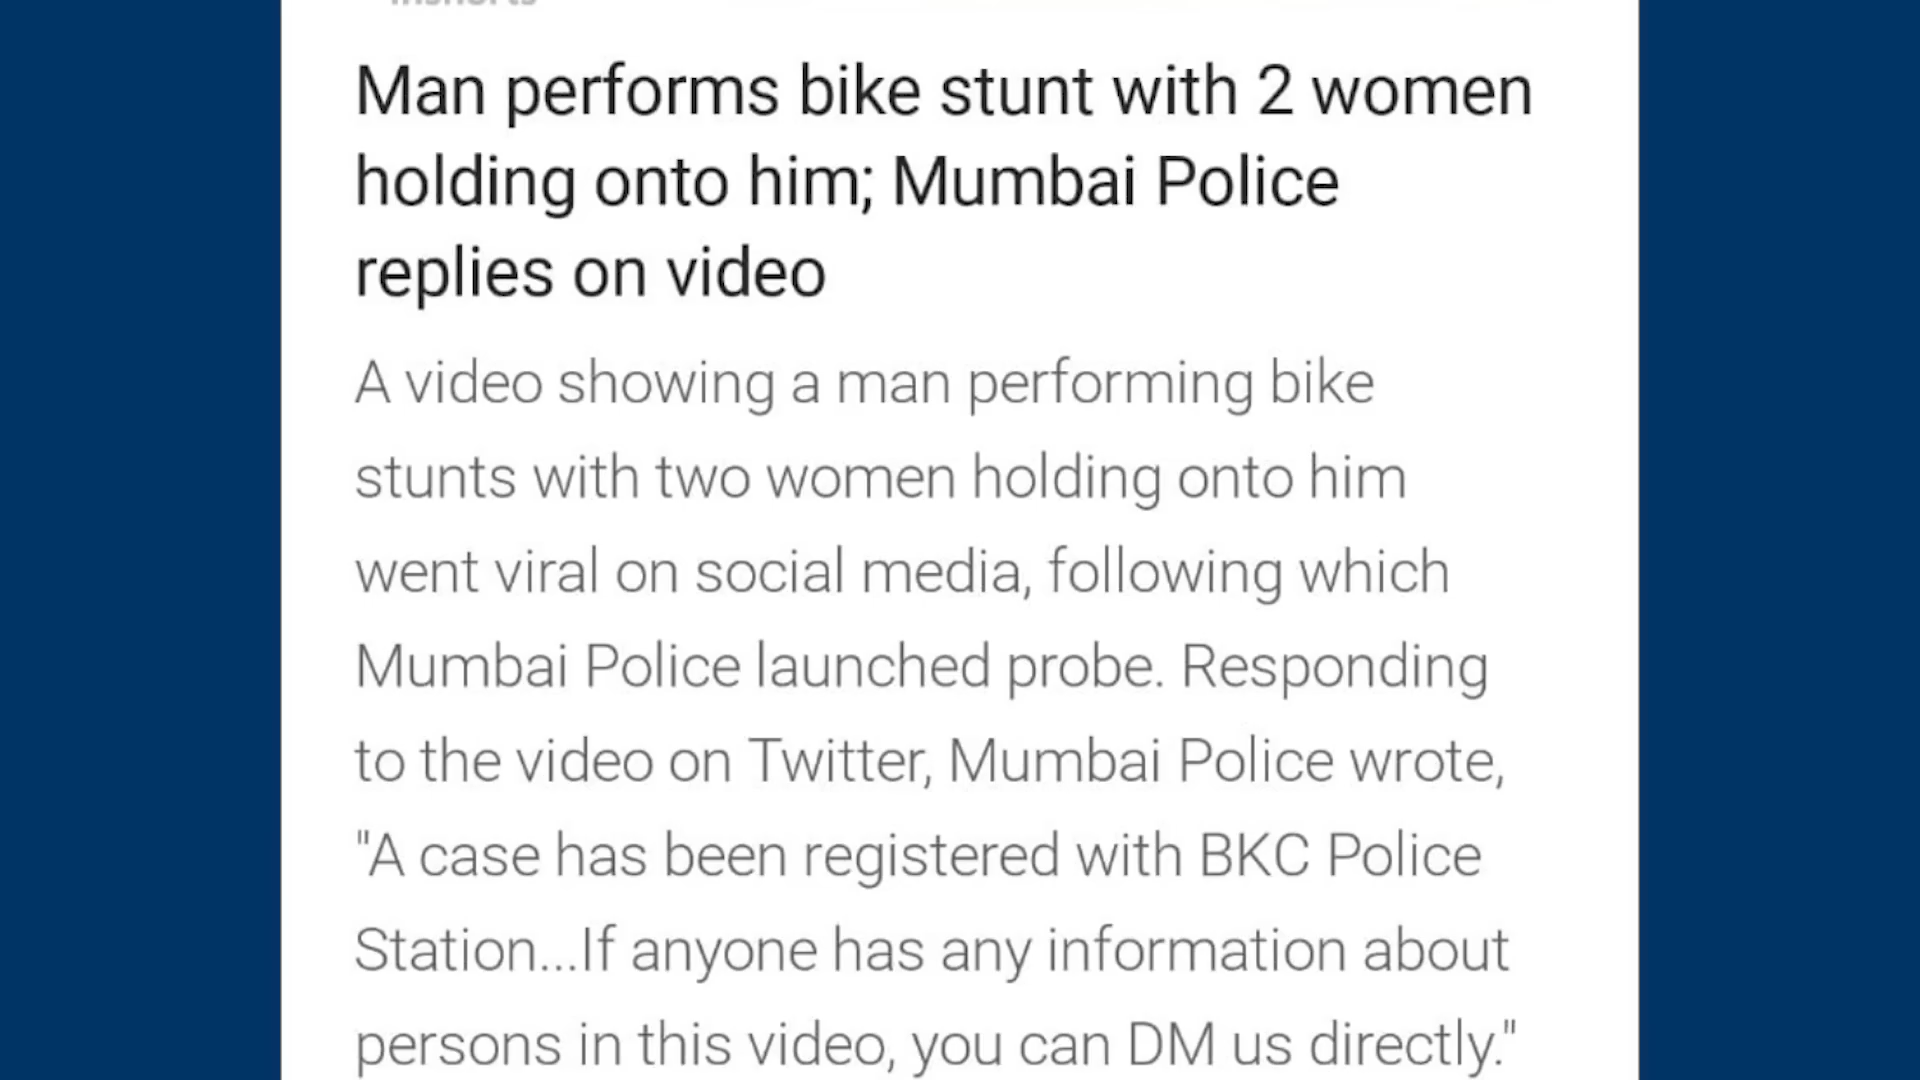 inshorts
Man performs bike stunt with 2 women
holding onto him; Mumbai Police
replies on video
A video showing a man performing bike
stunts with two women holding onto him
went viral on social media, following which
Mumbai Police launched probe. Responding
to the video on Twitter, Mumbai Police wrote,
"A case has been registered with BKC Police
Station...If anyone has any information about
persons in this video, you can DM us directly."